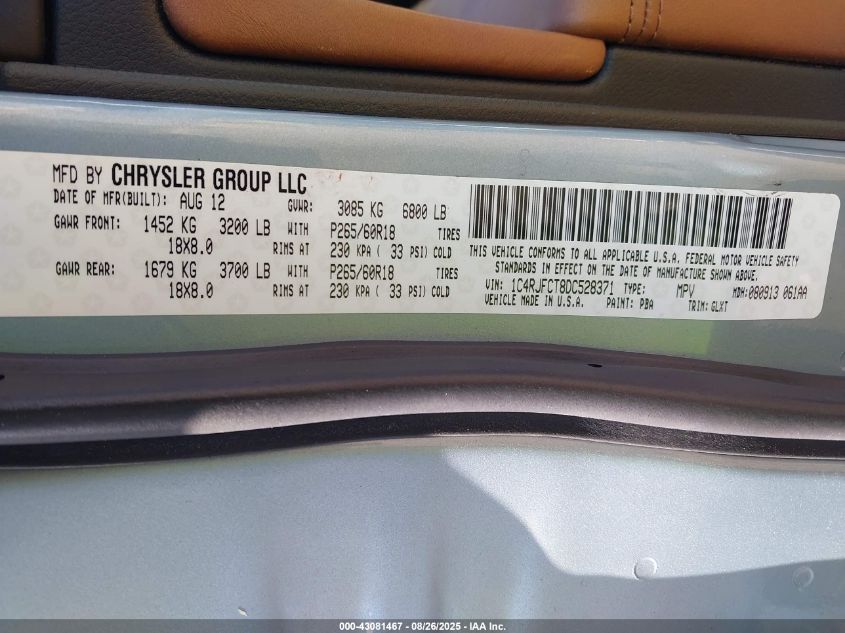 MFD BY CHRYSLER GROUP LLC
DATE OF MFR(BUILT): AUG 12 GVWR: 3085 KG 6800 LB
GAWR FRONT: 1452 KG 3200 LB WITH P265/60R18 TIRES
18X8.0 RIMS AT 230 KPA ( 33 PSI) COLD
GAWR REAR: 1679 KG 3700 LB WITH P265/60R18 TIRES
18X8.0 RIMS AT 230 KPA ( 33 PSI) COLD
THIS VEHICLE CONFORMS TO ALL APPLICABLE U.S.A. FEDERAL MOTOR VEHICLE SAFETY
STANDARDS IN EFFECT ON THE DATE OF MANUFACTURE SHOWN ABOVE.
VIN: 1C4RJFCT8DC528371 TYPE: MPV MDH:080913 061AA
VEHICLE MADE IN U.S.A. PAINT: PBA TRIM: GLXT
000-43081467 - 08/26/2025 - IAA Inc.